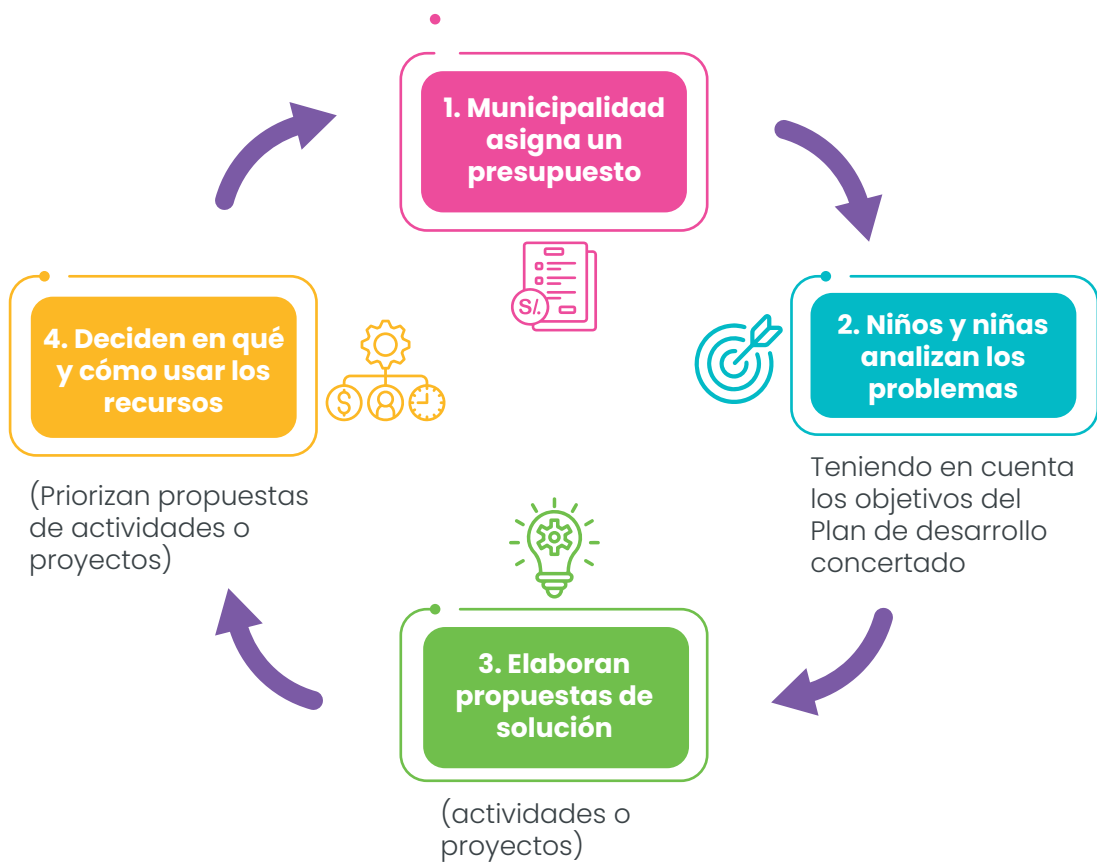 1. Municipalidad
asigna un
presupuesto
S/.
2. Niños y niñas
analizan los
problemas
Teniendo en cuenta
los objetivos del
Plan de desarrollo
concertado
3. Elaboran
propuestas de
solución
(actividades o
proyectos)
4. Deciden en qué
y cómo usar los
recursos
$
(Priorizan propuestas
de actividades o
proyectos)